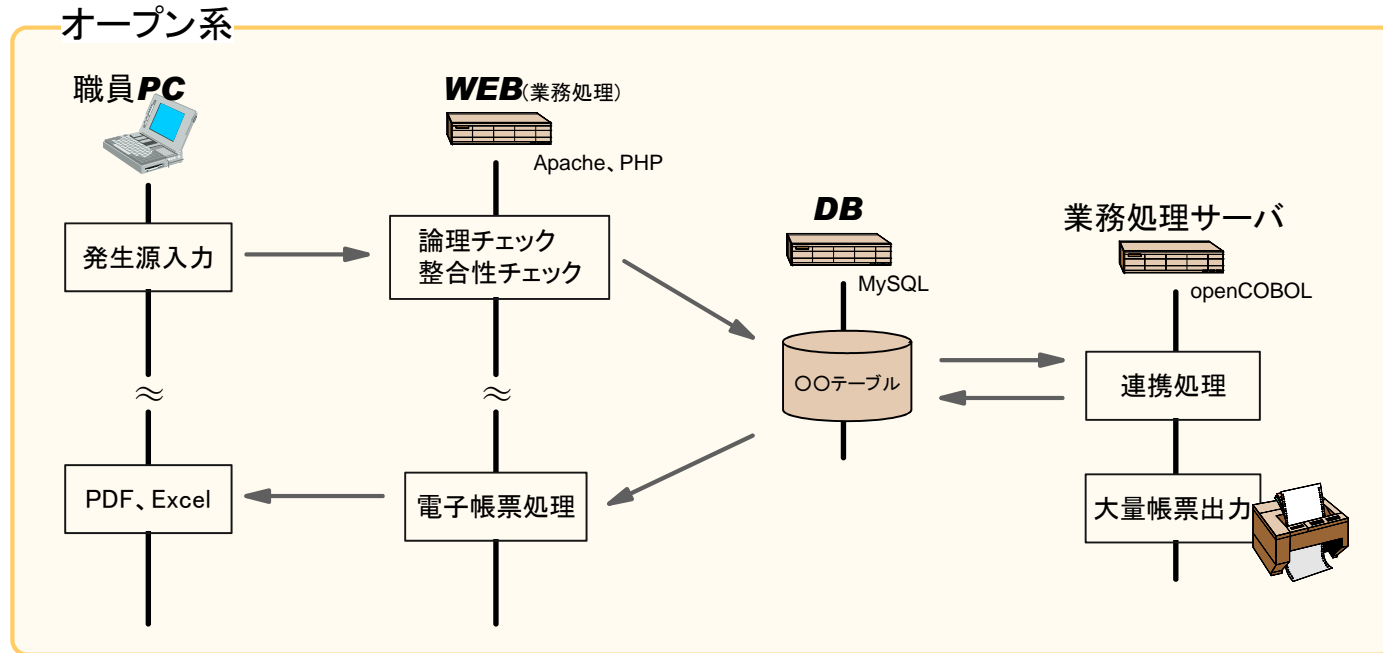 オープン系
職員PC
WEB(業務処理)
Apache、PHP
DB
MySQL
業務処理サーバ
openCOBOL
発生源入力
論理チェック
整合性チェック
○○テーブル
連携処理
≈
≈
PDF、Excel
電子帳票処理
大量帳票出力